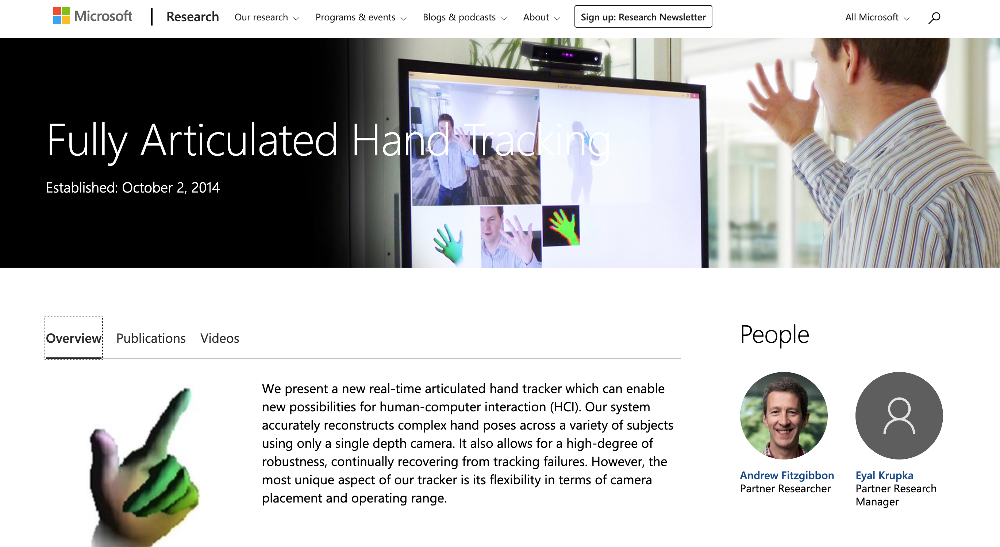 Microsoft
Research
Our research
Programs & events
Blogs & podcasts
About
Sign up: Research Newsletter
All Microsoft
HandPose Demo
Fully Articulated Hand Tracking
Established: October 2, 2014
Overview
Publications
Videos
We present a new real-time articulated hand tracker which can enable
new possibilities for human-computer interaction (HCI). Our system
accurately reconstructs complex hand poses across a variety of subjects
using only a single depth camera. It also allows for a high-degree of
robustness, continually recovering from tracking failures. However, the
most unique aspect of our tracker is its flexibility in terms of camera
placement and operating range.
People
Andrew Fitzgibbon
Partner Researcher
Eyal Krupka
Partner Research
Manager